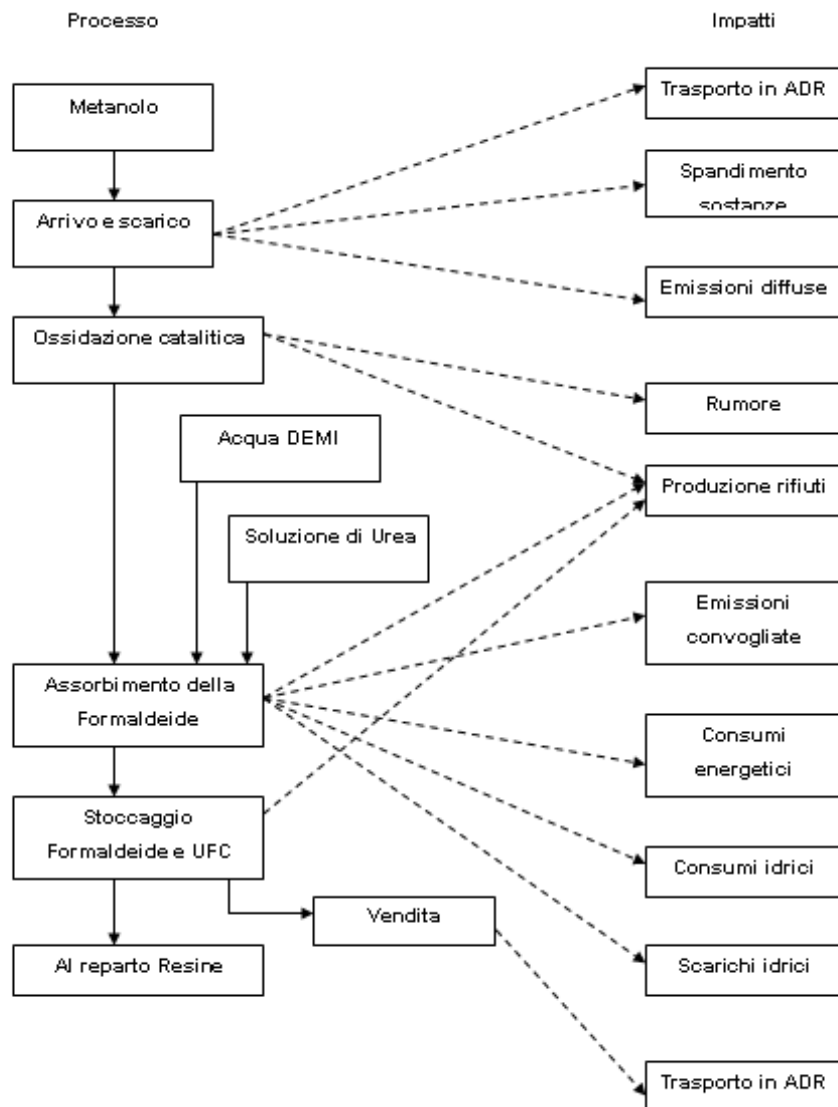 Processo
Impatti
Metanolo
Trasporto in ADR
Arrivo e scarico
Spandimento
sostanze
Emissioni diffuse
Ossidazione catalitica
Rumore
Acqua DEMI
Produzione rifiuti
Soluzione di Urea
Emissioni
convogliate
Assorbimento della
Formaldeide
Consumi
energetici
Stoccaggio
Formaldeide e UFC
Consumi idrici
Vendita
Al reparto Resine
Scarichi idrici
Trasporto in ADR